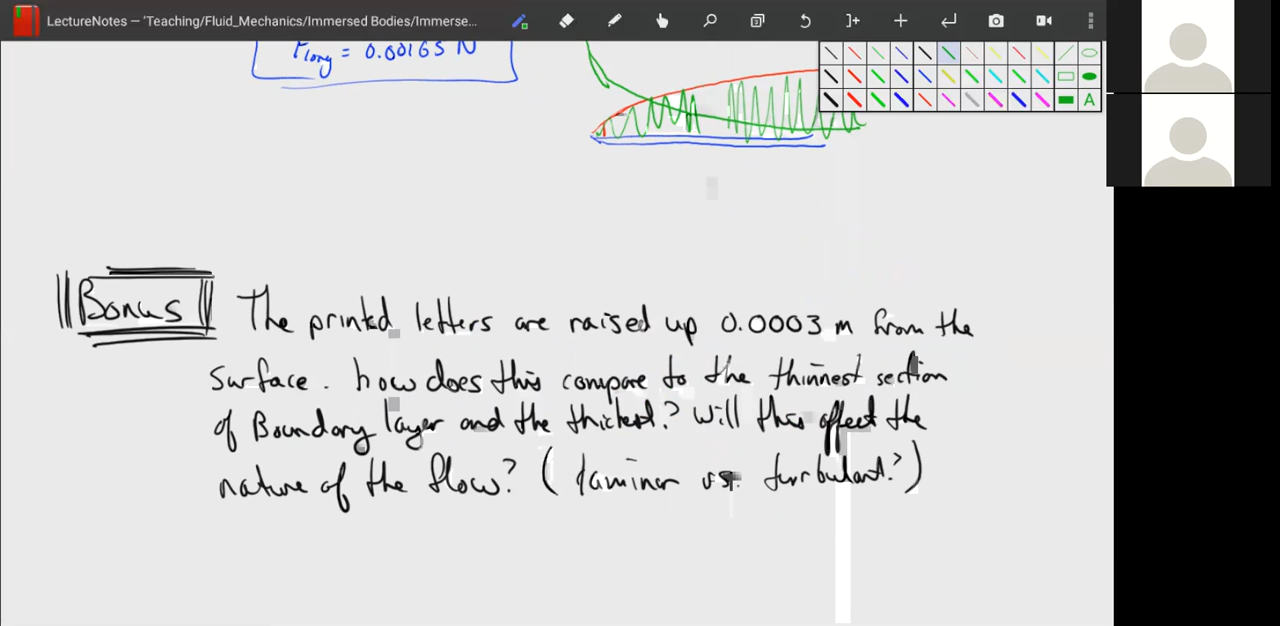 LectureNotes — 'Teaching/Fluid_Mechanics/Immersed Bodies/Immerse...
Flong = 0.00165 N
A
Bonus The printed letters are raised up 0.0003 m from the
surface. how does this compare to the thinnest section
of Boundary layer and the thickest? Will this affect the
nature of the flow? (laminar vs. turbulant?)